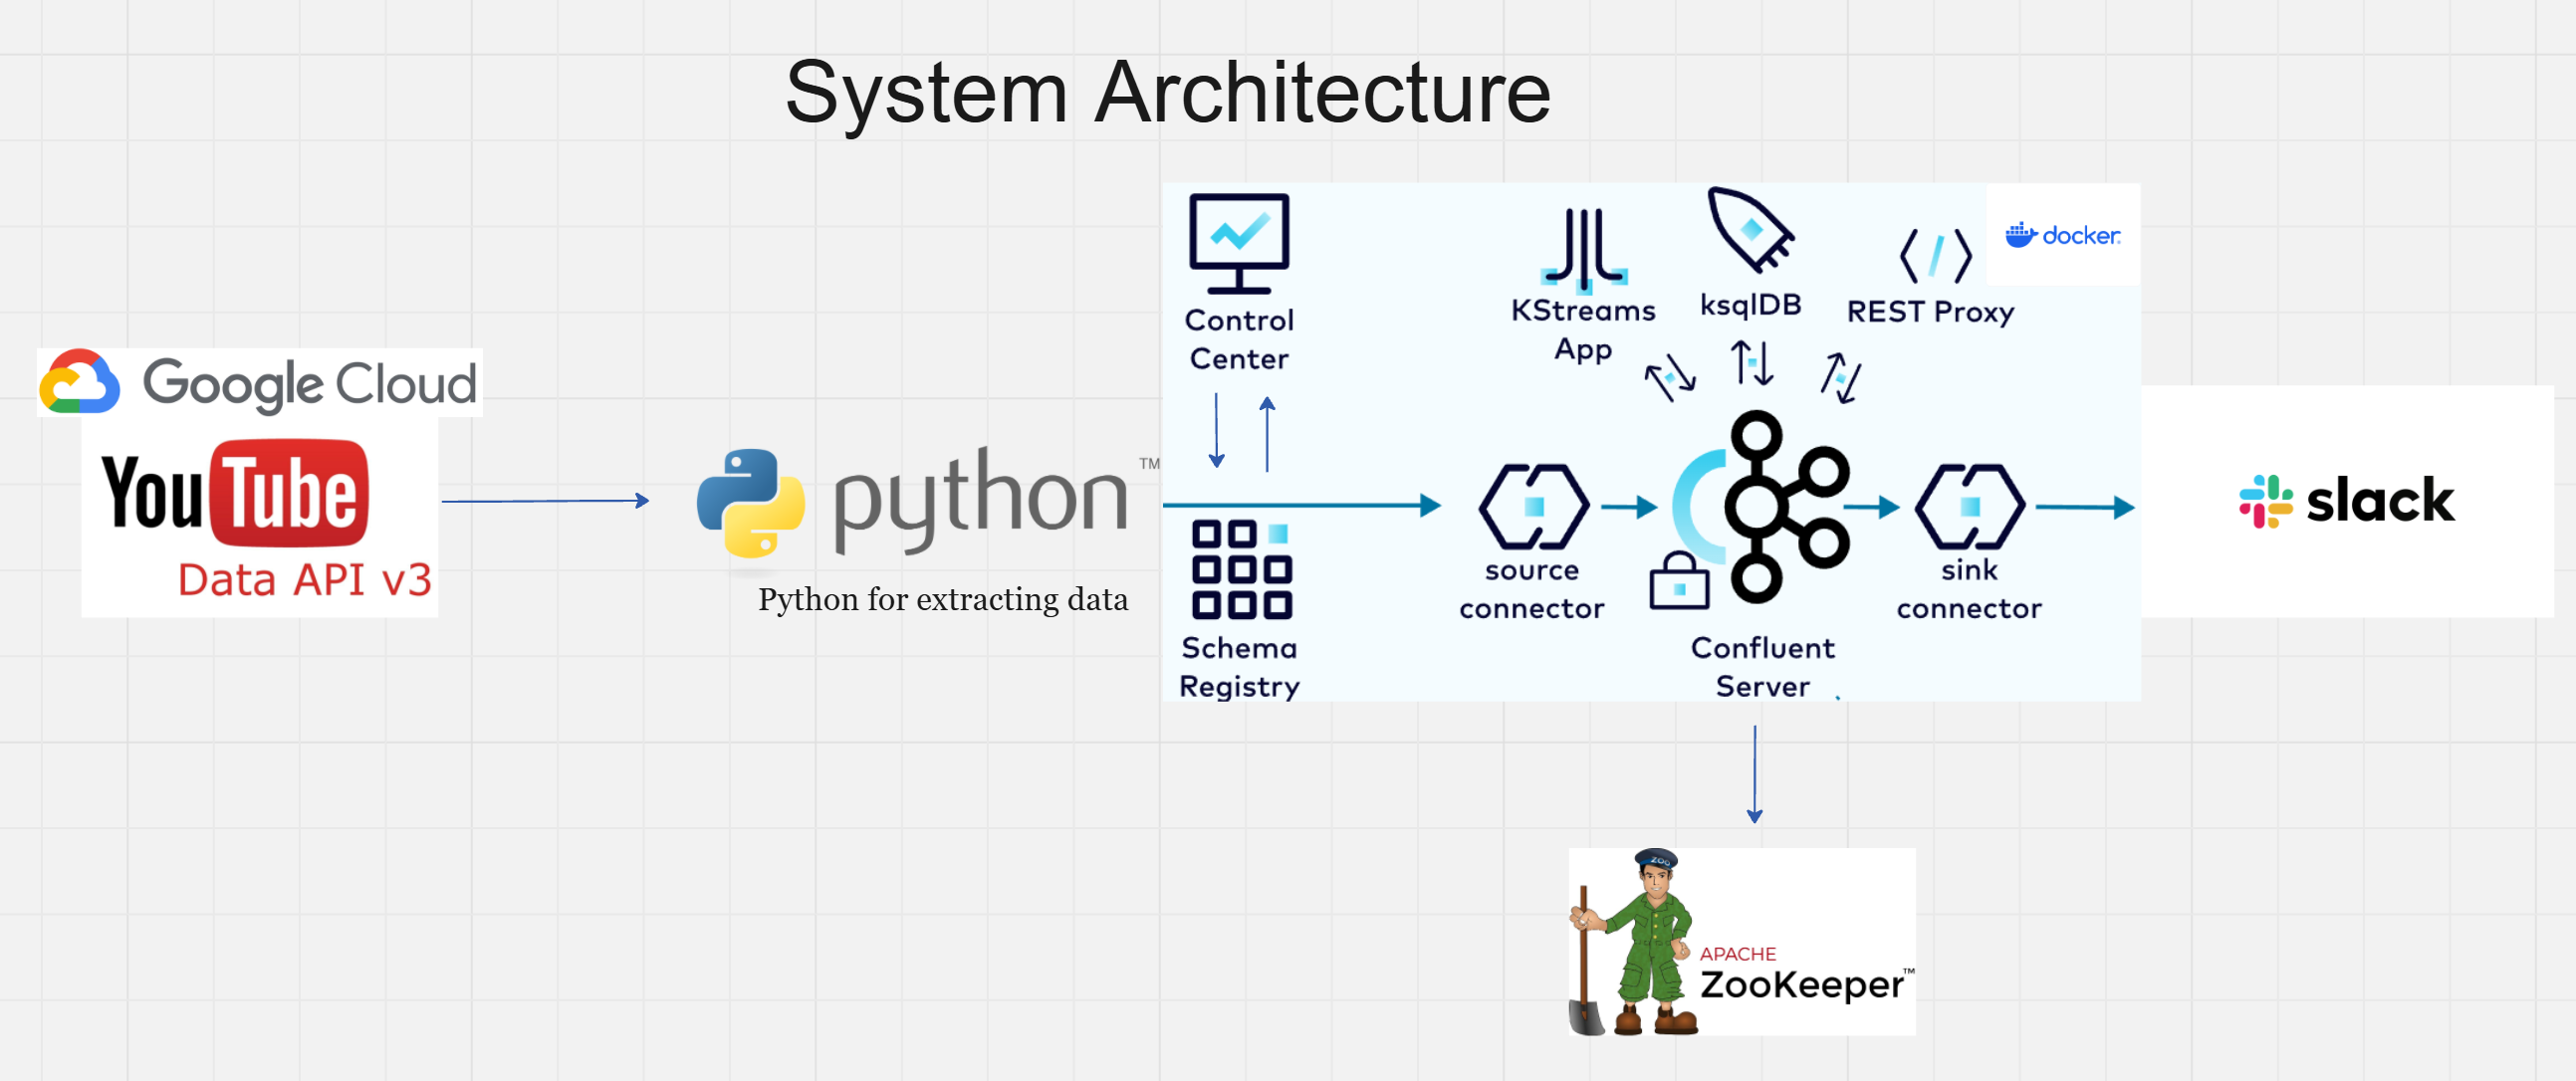 System Architecture
Google Cloud
YouTube
Data API v3
python™
Python for extracting data
Control
Center
Schema
Registry
KStreams
App
ksqlDB
REST Proxy
docker
source
connector
Confluent
Server
sink
connector
slack
ZOO
APACHE
ZooKeeper™